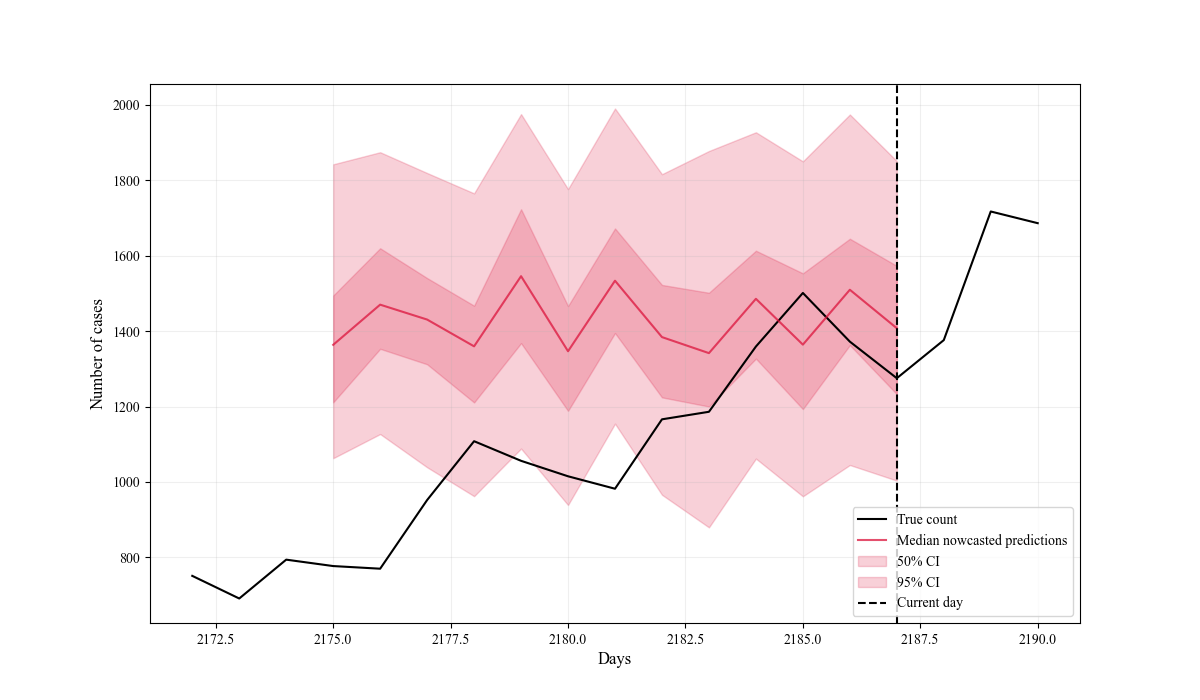 Number of cases
2000
1800
1600
1400
1200
1000
800
True count
Median nowcasted predictions
50% CI
95% CI
Current day
2172.5 2175.0 2177.5 2180.0 2182.5 2185.0 2187.5 2190.0
Days